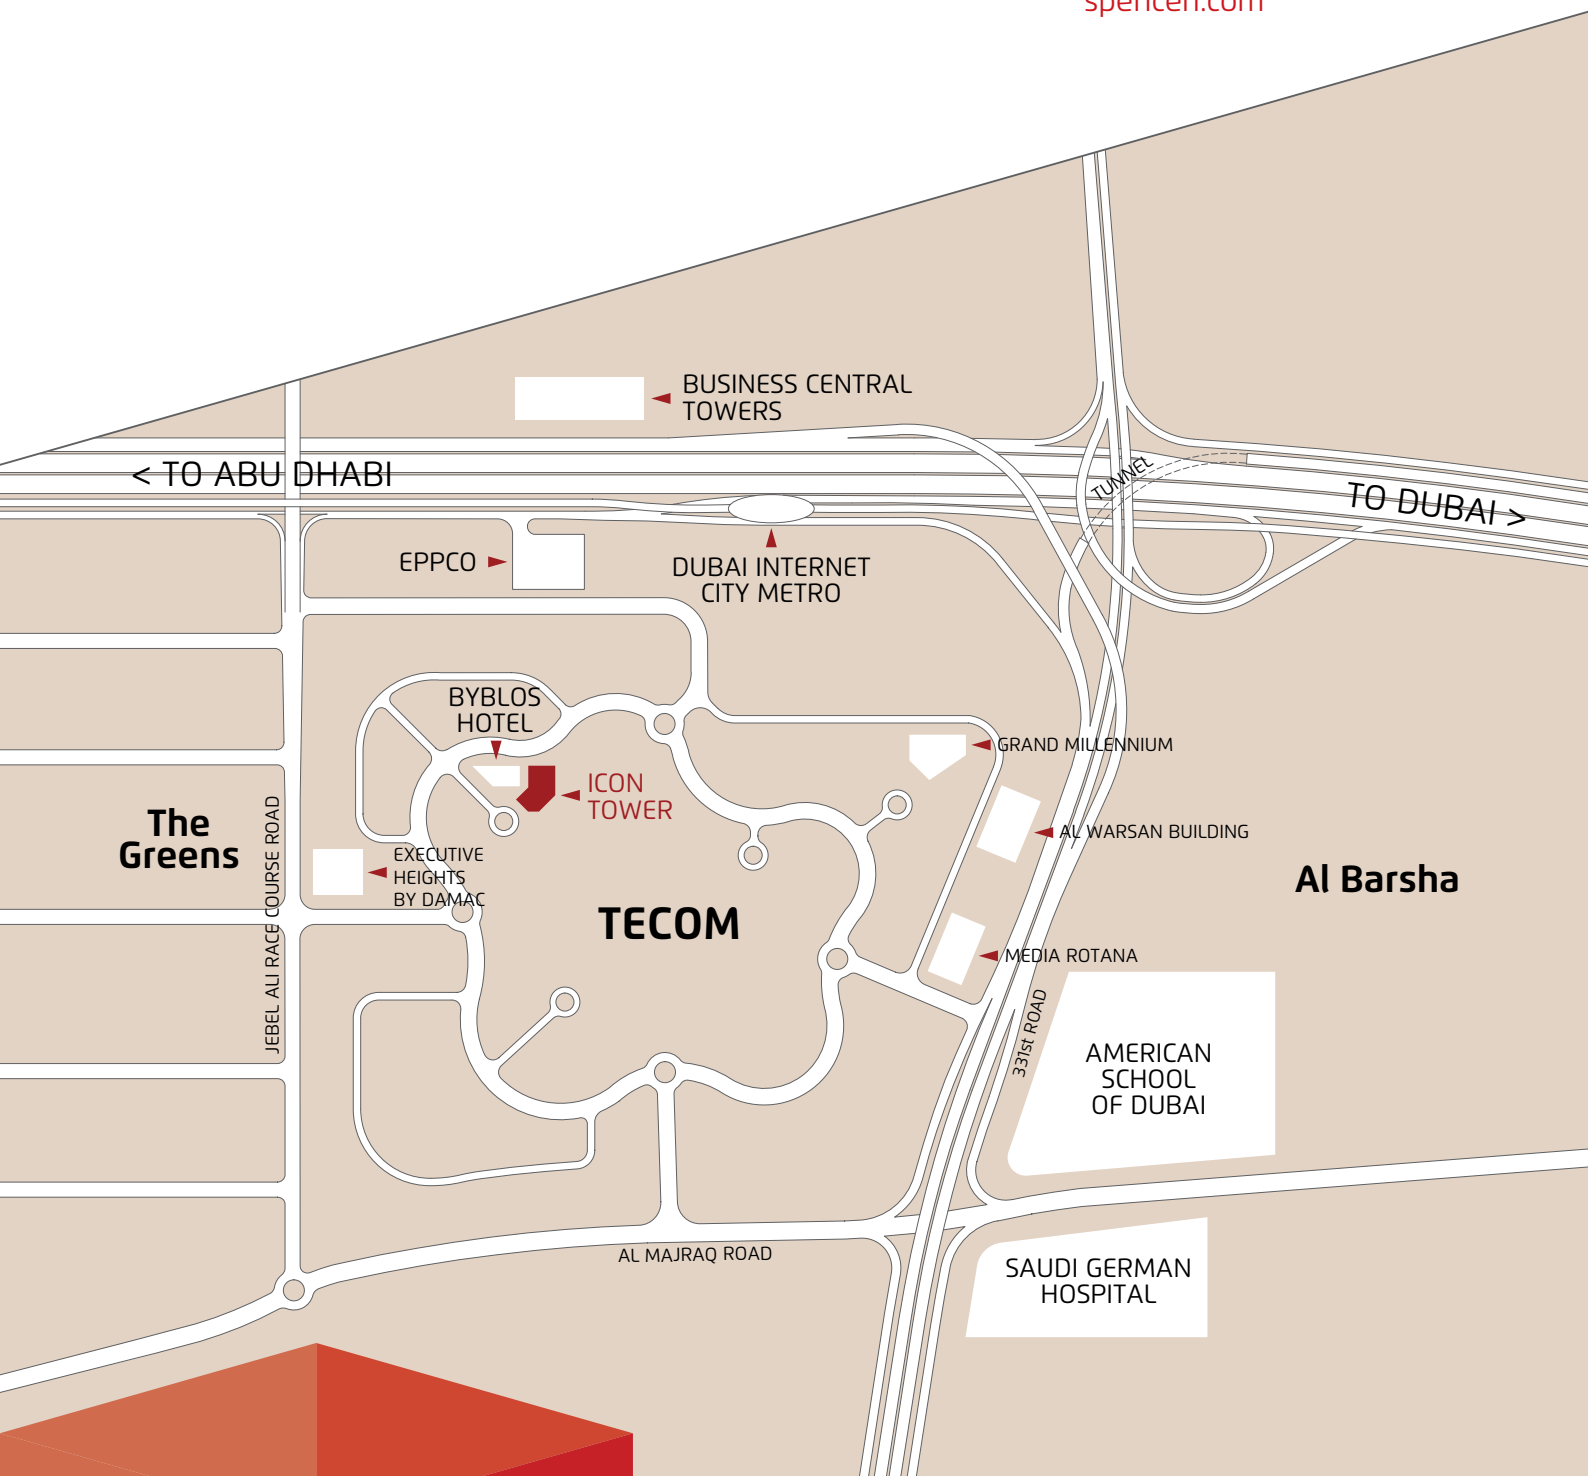 BUSINESS CENTRAL
TOWERS
< TO ABU DHABI
TUNNEL
TO DUBAI >
EPPCO
DUBAI INTERNET
CITY METRO
BYBLOS
HOTEL
GRAND MILLENNIUM
ICON
TOWER
The
Greens
JEBEL ALI RACE COURSE ROAD
EXECUTIVE
HEIGHTS
BY DAMAC
AL WARSAN BUILDING
Al Barsha
TECOM
MEDIA ROTANA
331st ROAD
AMERICAN
SCHOOL
OF DUBAI
AL MAJRAQ ROAD
SAUDI GERMAN
HOSPITAL